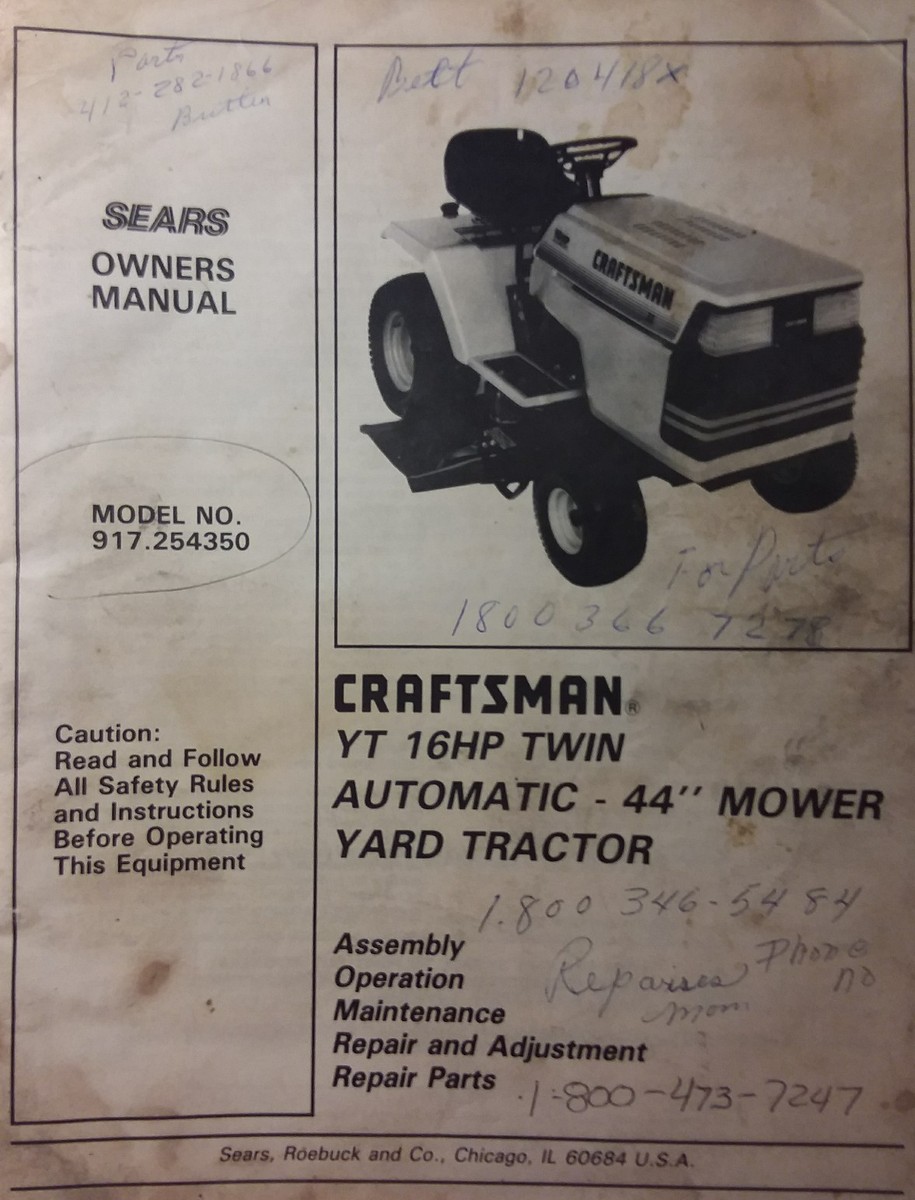 Parts
412-282-1866
SEARS
OWNERS
MANUAL
MODEL NO.
917.254350
Caution:
Read and Follow
All Safety Rules
and Instructions
Before Operating
This Equipment
Belt 120418X
CRAFTSMAN
For Parts
1800 366 7278
CRAFTSMAN®
YT 16HP TWIN
AUTOMATIC - 44″ MOWER
YARD TRACTOR
1.800 346-5484
Phone
no
Assembly
Operation
Maintenance
Repair and Adjustment
Repair Parts
1-800-473-7247
Sears, Roebuck and Co., Chicago, IL 60684 U.S.A.